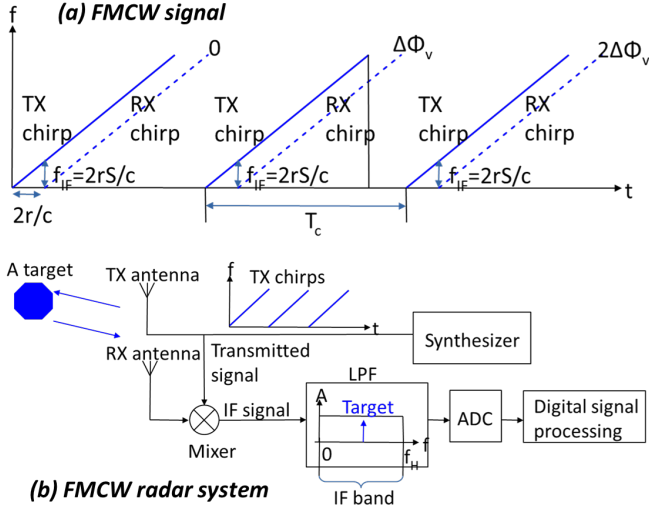 (a) FMCW signal
f
0
ΔΦv
2ΔΦv
TX
chirp
RX
chirp
TX
chirp
RX
chirp
TX
chirp
RX
chirp
fIF=2rS/c
fIF=2rS/c
fIF=2rS/c
t
2r/c
Tc
A target
TX antenna
f
TX chirps
t
Synthesizer
RX antenna
Transmitted
signal
LPF
IF signal
A
Target
0
fH
f
ADC
Digital signal
processing
Mixer
(b) FMCW radar system
IF band